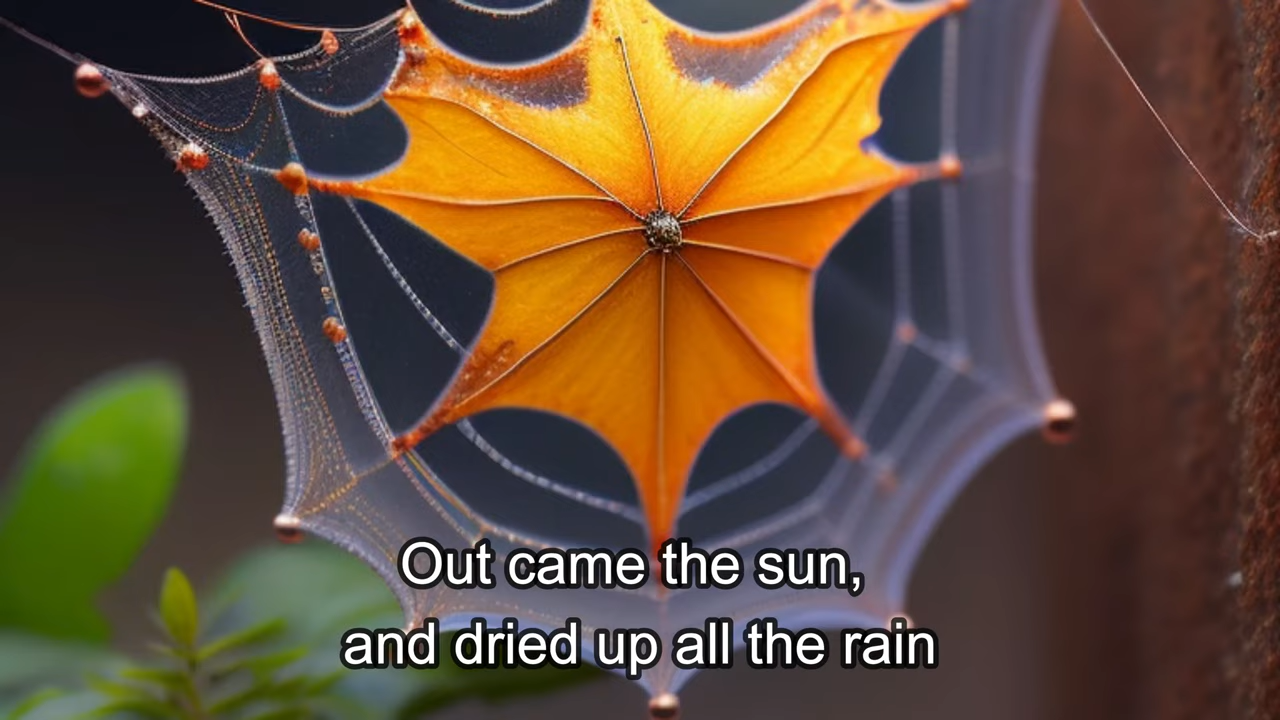 Out came the sun,
and dried up all the rain